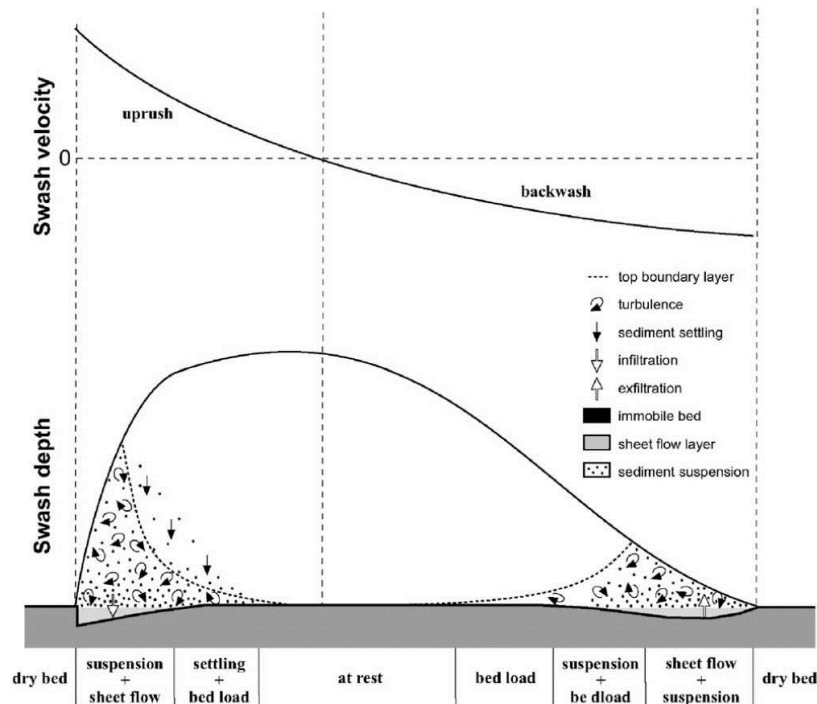 Swash velocity
0
uprush
backwash
top boundary layer
turbulence
sediment settling
infiltration
exfiltration
immobile bed
sheet flow layer
sediment suspension
Swash depth
dry bed
suspension
+
sheet flow
settling
+
bed load
at rest
bed load
suspension
+
be dload
sheet flow
+
suspension
dry bed